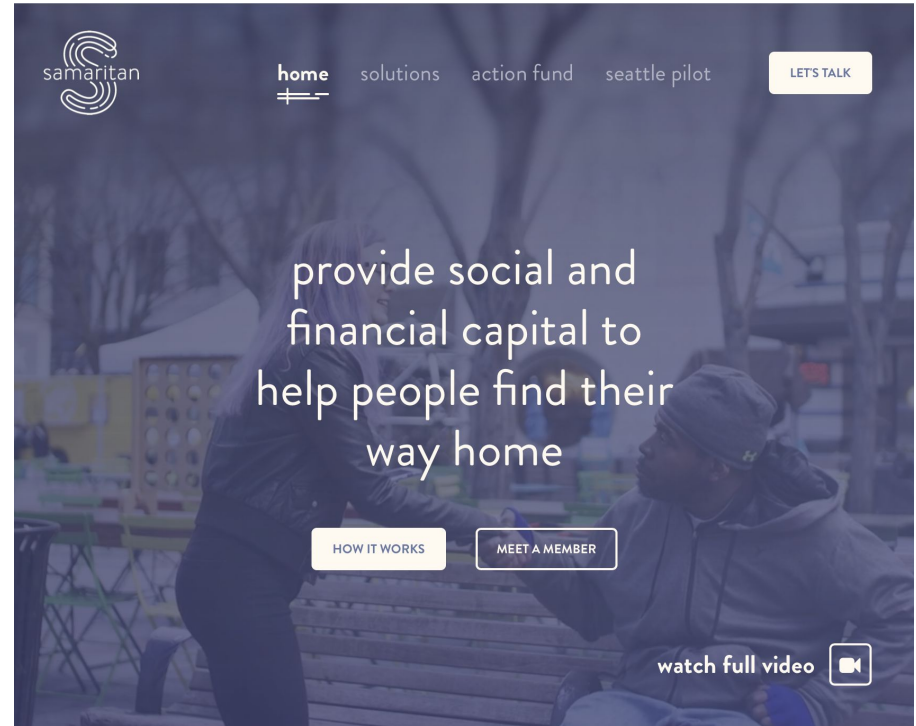 samaritan
home
solutions
action fund
seattle pilot
LET'S TALK
provide social and
financial capital to
help people find their
way home
HOW IT WORKS
MEET A MEMBER
watch full video